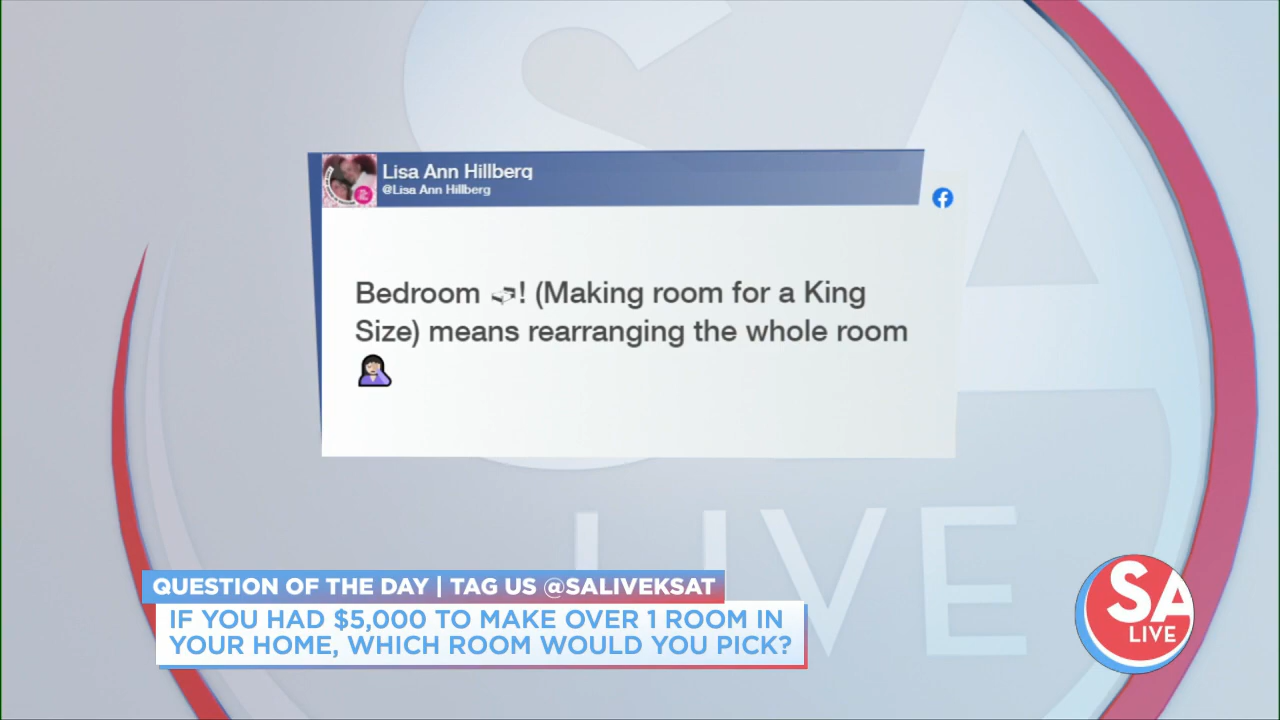 Lisa Ann Hillberg
@Lisa Ann Hillberg
Bedroom 🛏! (Making room for a King
Size) means rearranging the whole room
🤦🏻‍♀️
LIVE
QUESTION OF THE DAY | TAG US @SALIVEKSAT
IF YOU HAD $5,000 TO MAKE OVER 1 ROOM IN
YOUR HOME, WHICH ROOM WOULD YOU PICK?
SA
LIVE